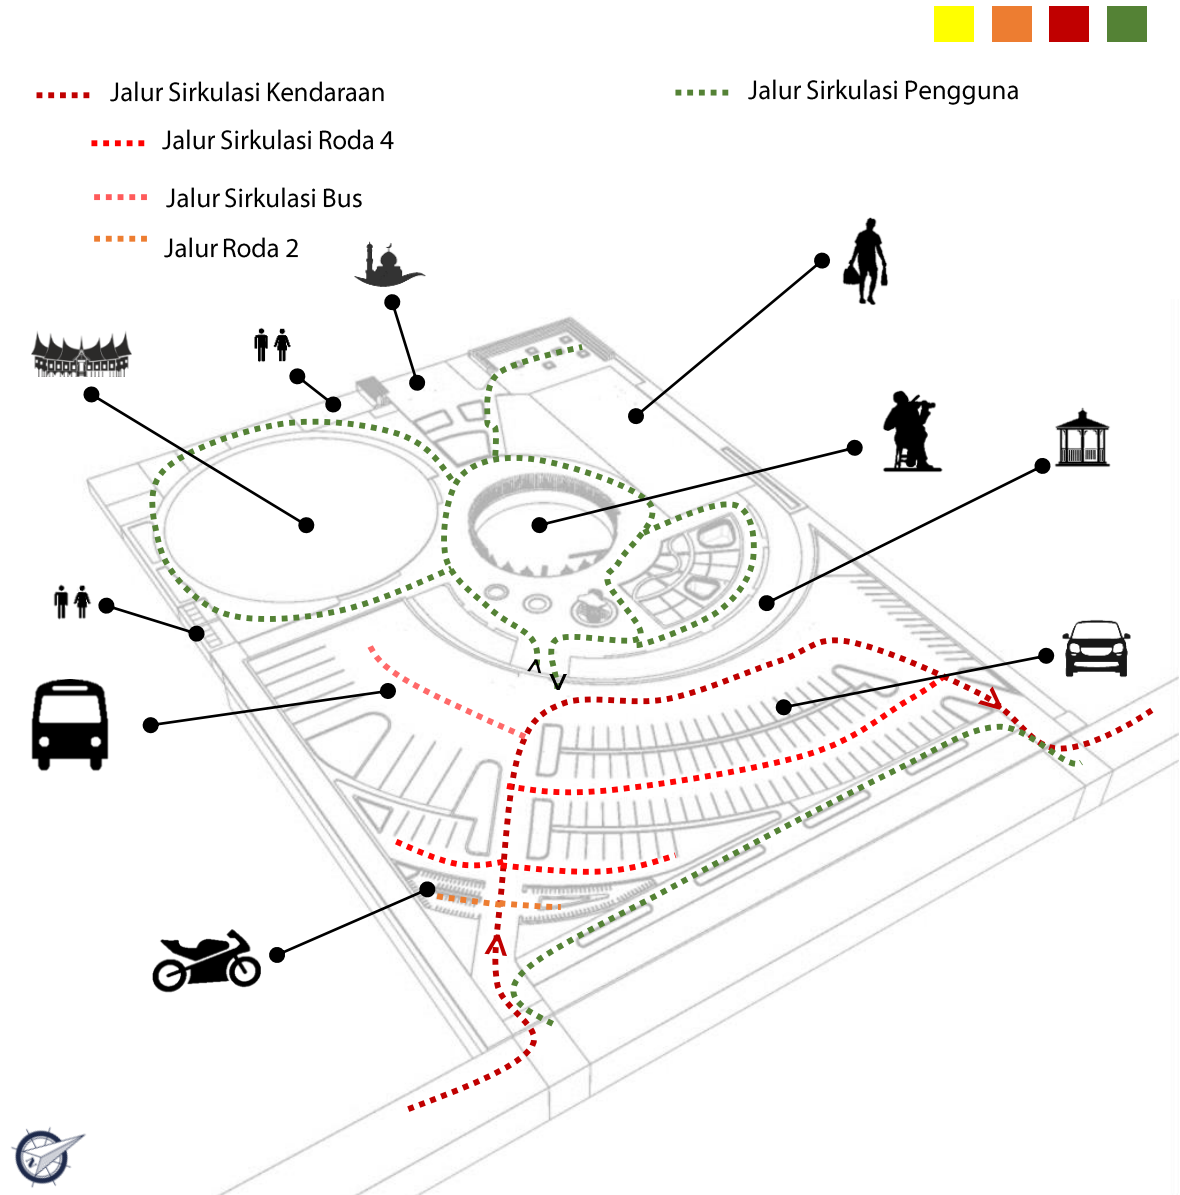 Jalur Sirkulasi Kendaraan
Jalur Sirkulasi Pengguna
Jalur Sirkulasi Roda 4
Jalur Sirkulasi Bus
Jalur Roda 2
N